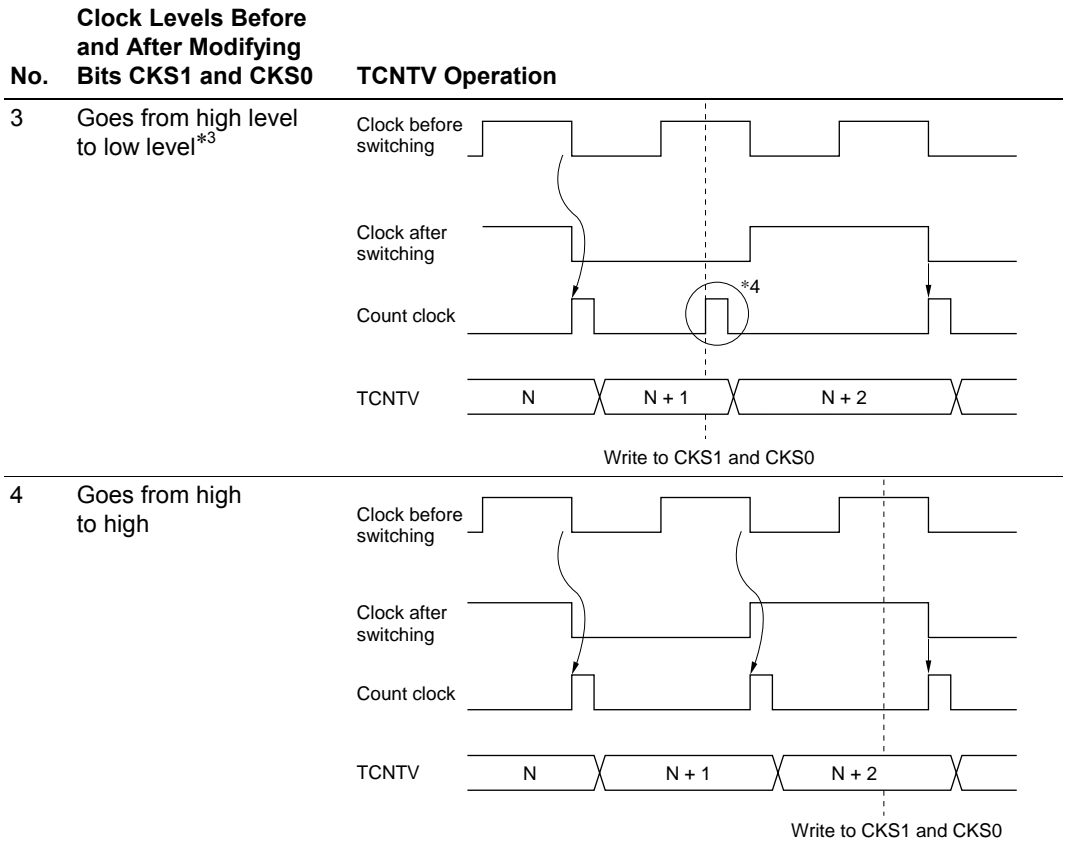 Clock Levels Before
and After Modifying
No. Bits CKS1 and CKS0 TCNTV Operation
3 Goes from high level
to low level*3
Clock before
switching
Clock after
switching
*4
Count clock
TCNTV N N + 1 N + 2
Write to CKS1 and CKS0
4 Goes from high
to high
Clock before
switching
Clock after
switching
Count clock
TCNTV N N + 1 N + 2
Write to CKS1 and CKS0